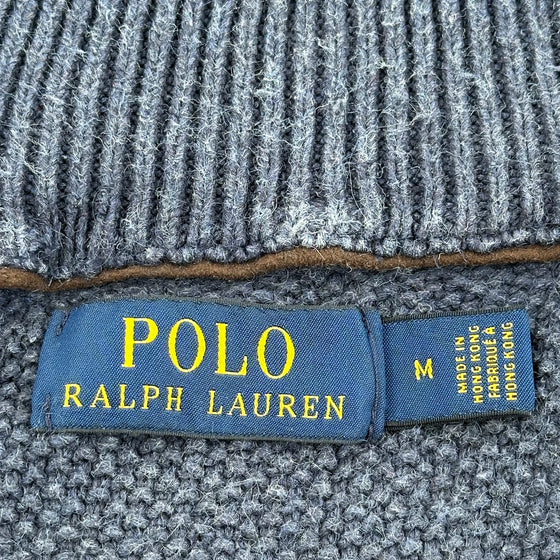 POLO
RALPH LAUREN
M
MADE IN
HONG KONG
FABRIQUÉ À
HONG KONG